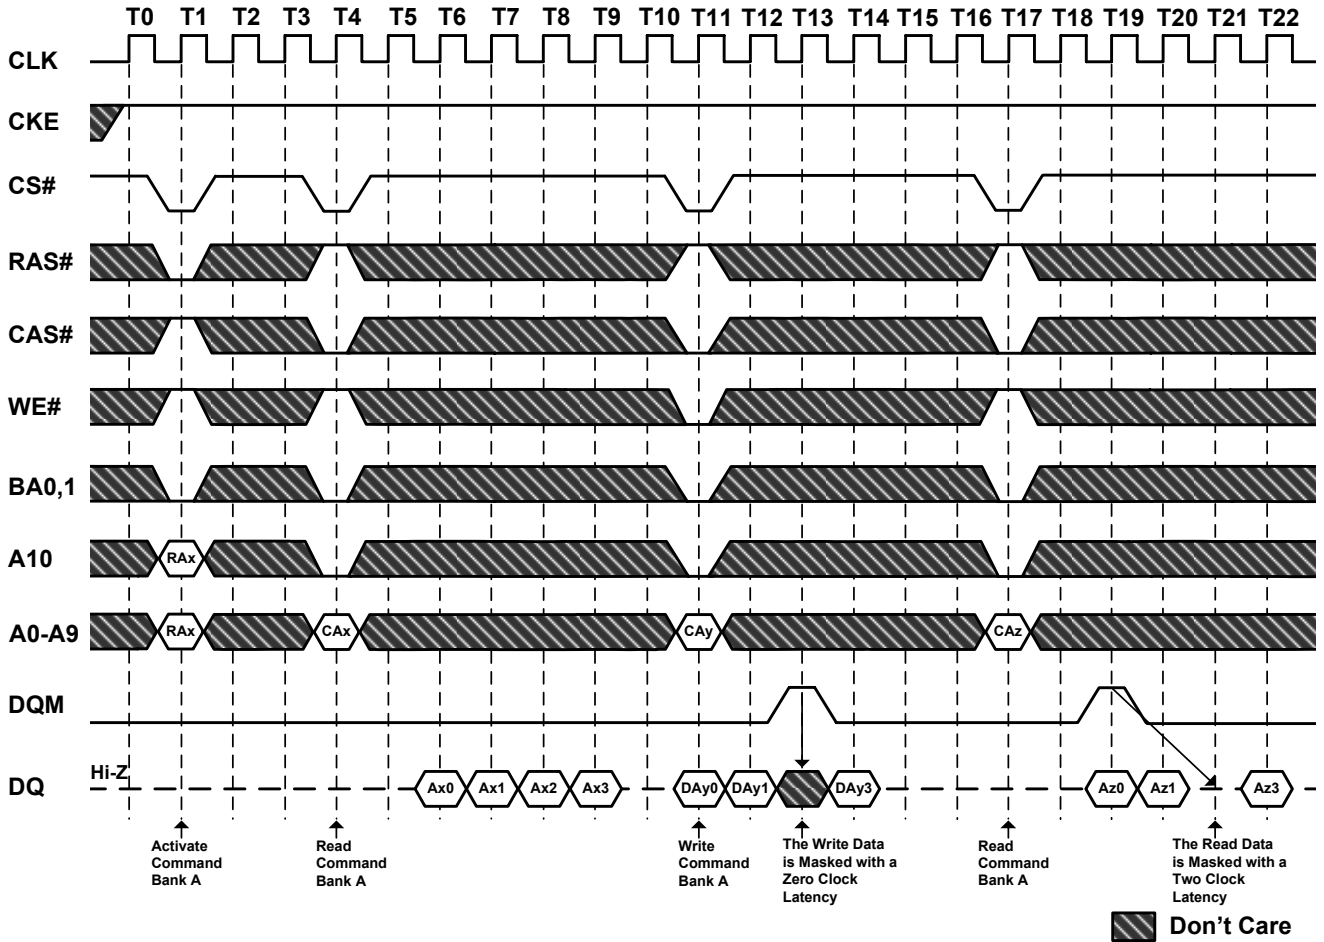 T0 T1 T2 T3 T4 T5 T6 T7 T8 T9 T10 T11 T12 T13 T14 T15 T16 T17 T18 T19 T20 T21 T22
CLK
CKE
CS#
RAS#
CAS#
WE#
BA0,1
A10 RAx
A0-A9 RAx CAx CAy CAz
DQM
DQ Hi-Z Ax0 Ax1 Ax2 Ax3 DAy0 DAy1 DAy3 Az0 Az1 Az3
Activate
Command
Bank A
Read
Command
Bank A
Write
Command
Bank A
The Write Data
is Masked with a
Zero Clock
Latency
Read
Command
Bank A
The Read Data
is Masked with a
Two Clock
Latency
Don't Care